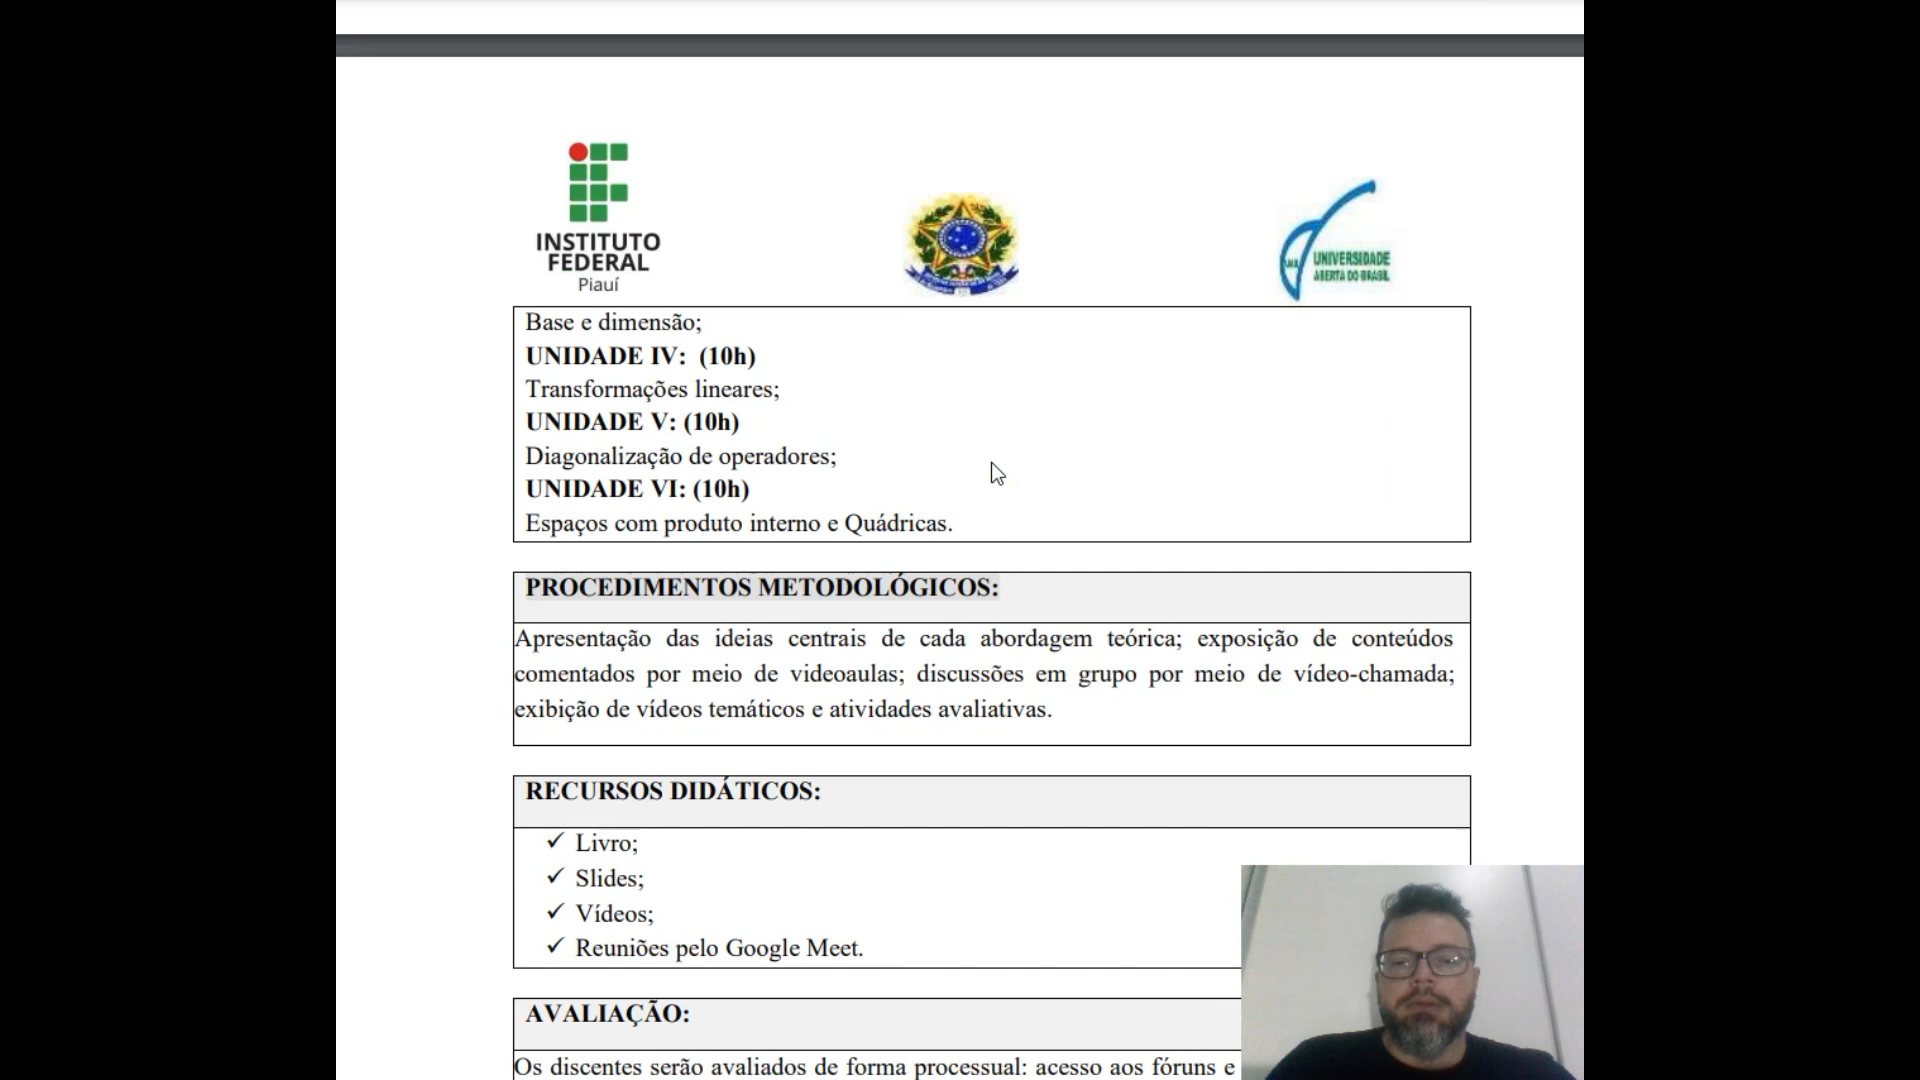 INSTITUTO
FEDERAL
Piauí
UNIVERSIDADE
ABERTA DO BRASIL
Base e dimensão;
UNIDADE IV: (10h)
Transformações lineares;
UNIDADE V: (10h)
Diagonalização de operadores;
UNIDADE VI: (10h)
Espaços com produto interno e Quádricas.
PROCEDIMENTOS METODOLÓGICOS:
Apresentação das ideias centrais de cada abordagem teórica; exposição de conteúdos
comentados por meio de videoaulas; discussões em grupo por meio de vídeo-chamada;
exibição de vídeos temáticos e atividades avaliativas.
RECURSOS DIDÁTICOS:
✓ Livro;
✓ Slides;
✓ Vídeos;
✓ Reuniões pelo Google Meet.
AVALIAÇÃO:
Os discentes serão avaliados de forma processual: acesso aos fóruns e